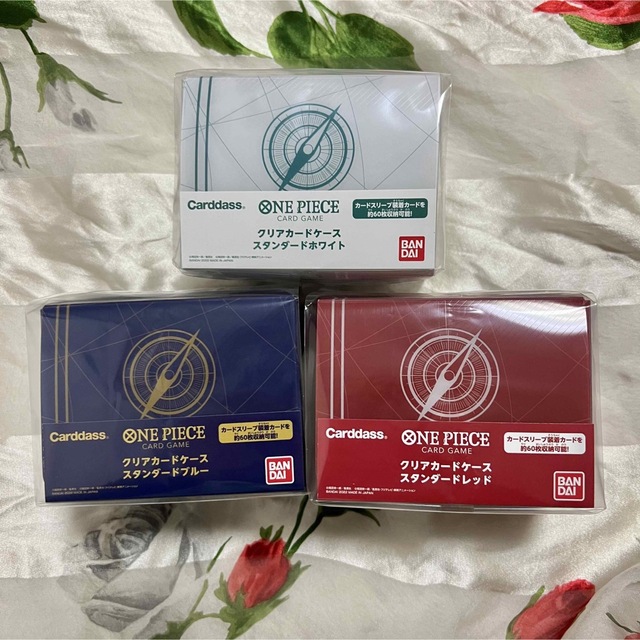 Carddass®
ONE PIECE
CARD GAME
カードスリーブ装着カードを
約60枚収納可能!
クリアカードケース
スタンダードホワイト
BAN
DAI
Carddass®
ONE PIECE
CARD GAME
カードスリーブ装着カードを
約60枚収納可能!
クリアカードケース
スタンダードブルー
BAN
DAI
Carddass®
ONE PIECE
CARD GAME
カードスリーブ装着カードを
約60枚収納可能!
クリアカードケース
スタンダードレッド
BANDAI 2022 MADE IN JAPAN
BAN
DAI